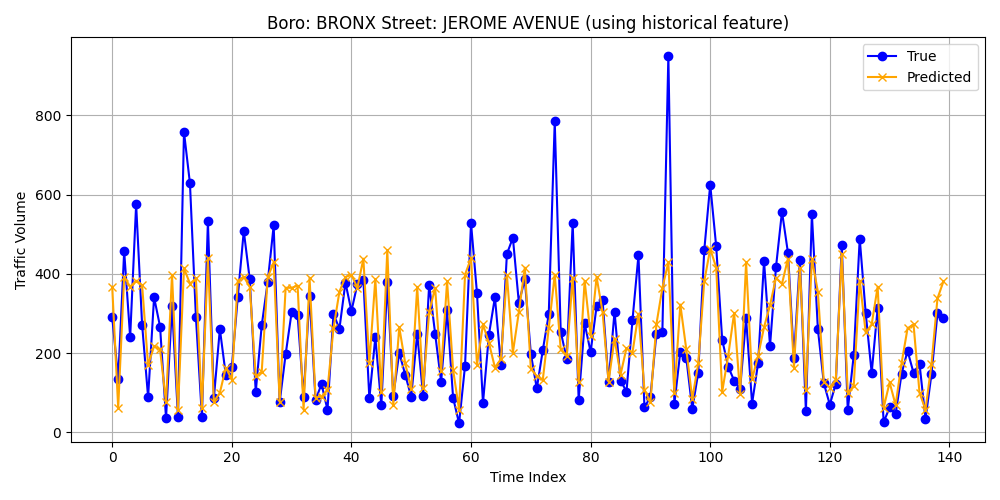 Boro: BRONX Street: JEROME AVENUE (using historical feature)
True
Predicted
Traffic Volume
800
600
400
200
0
0 20 40 60 80 100 120 140
Time Index